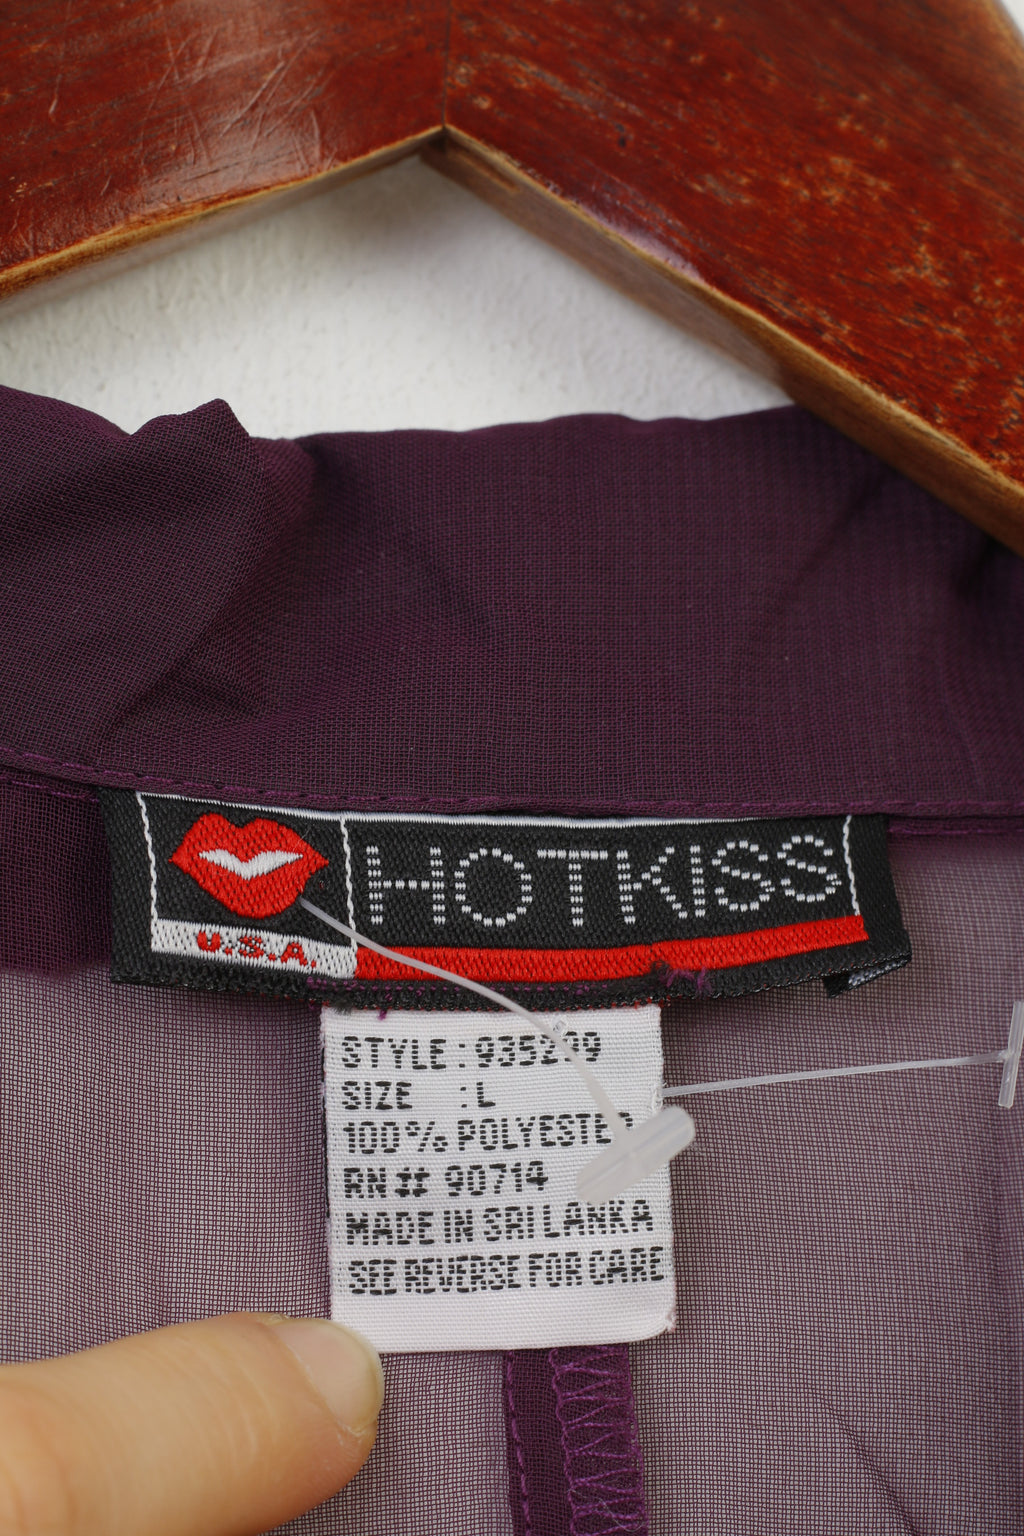 HOTKISS
U.S.A.
STYLE : 935299
SIZE : L
100% POLYESTER
RN # 90714
MADE IN SRI LANKA
SEE REVERSE FOR CARE